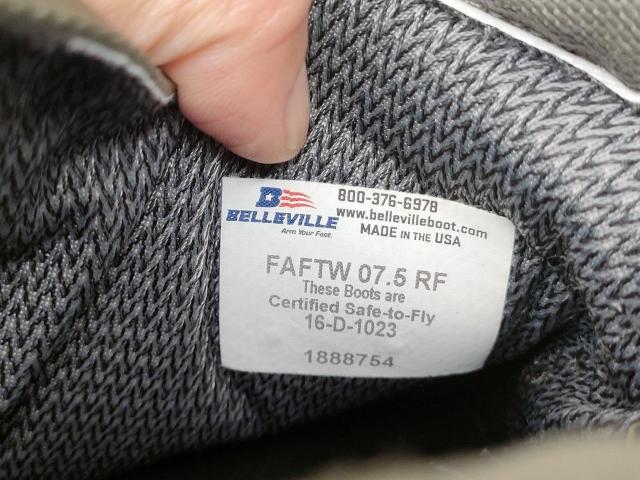 BELLEVILLE
Arm Your Feet.
800-376-6978
www.bellevilleboot.com
MADE IN THE USA
FAFTW 07.5 RF
These Boots are
Certified Safe-to-Fly
16-D-1023
1888754